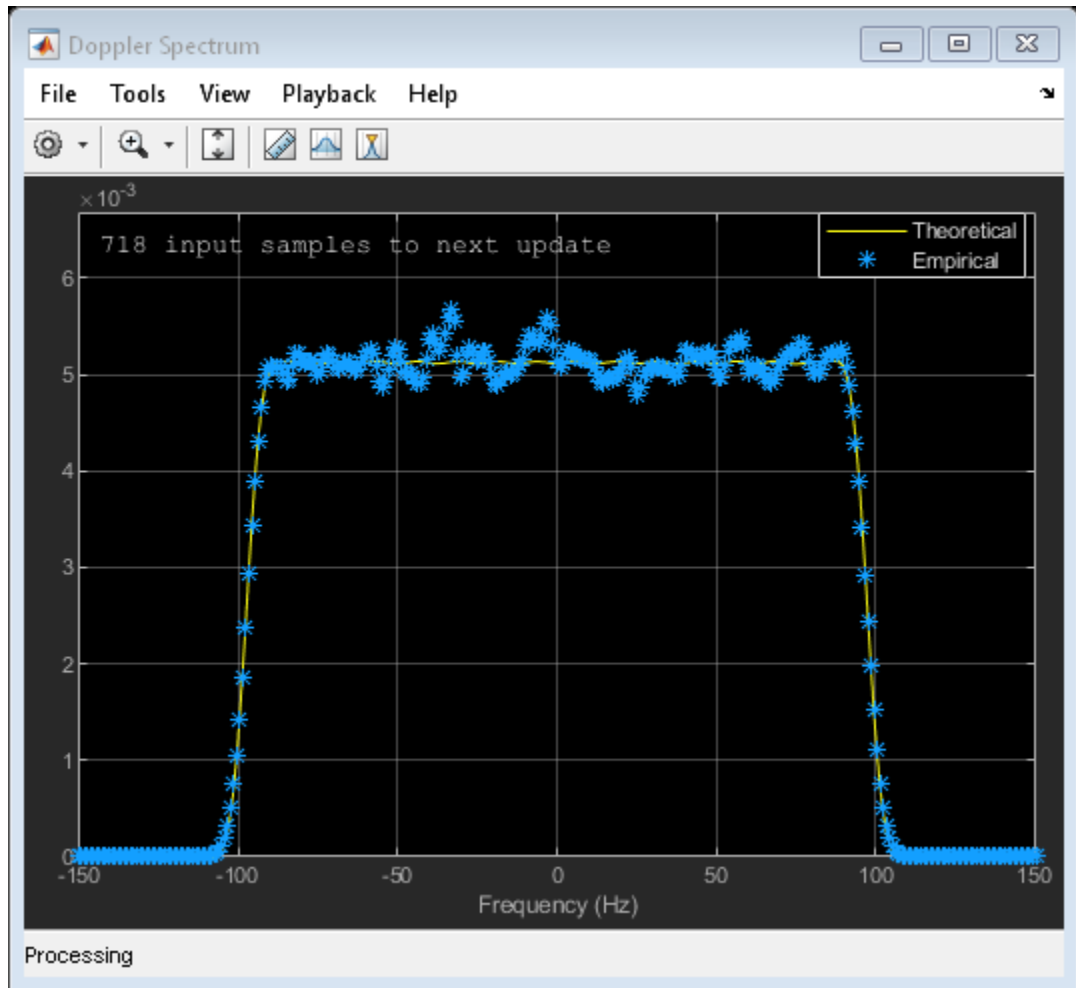 Doppler Spectrum
File Tools View Playback Help
×10-3
718 input samples to next update
Theoretical
Empirical
6
5
4
3
2
1
0
-150 -100 -50 0 50 100 150
Frequency (Hz)
Processing